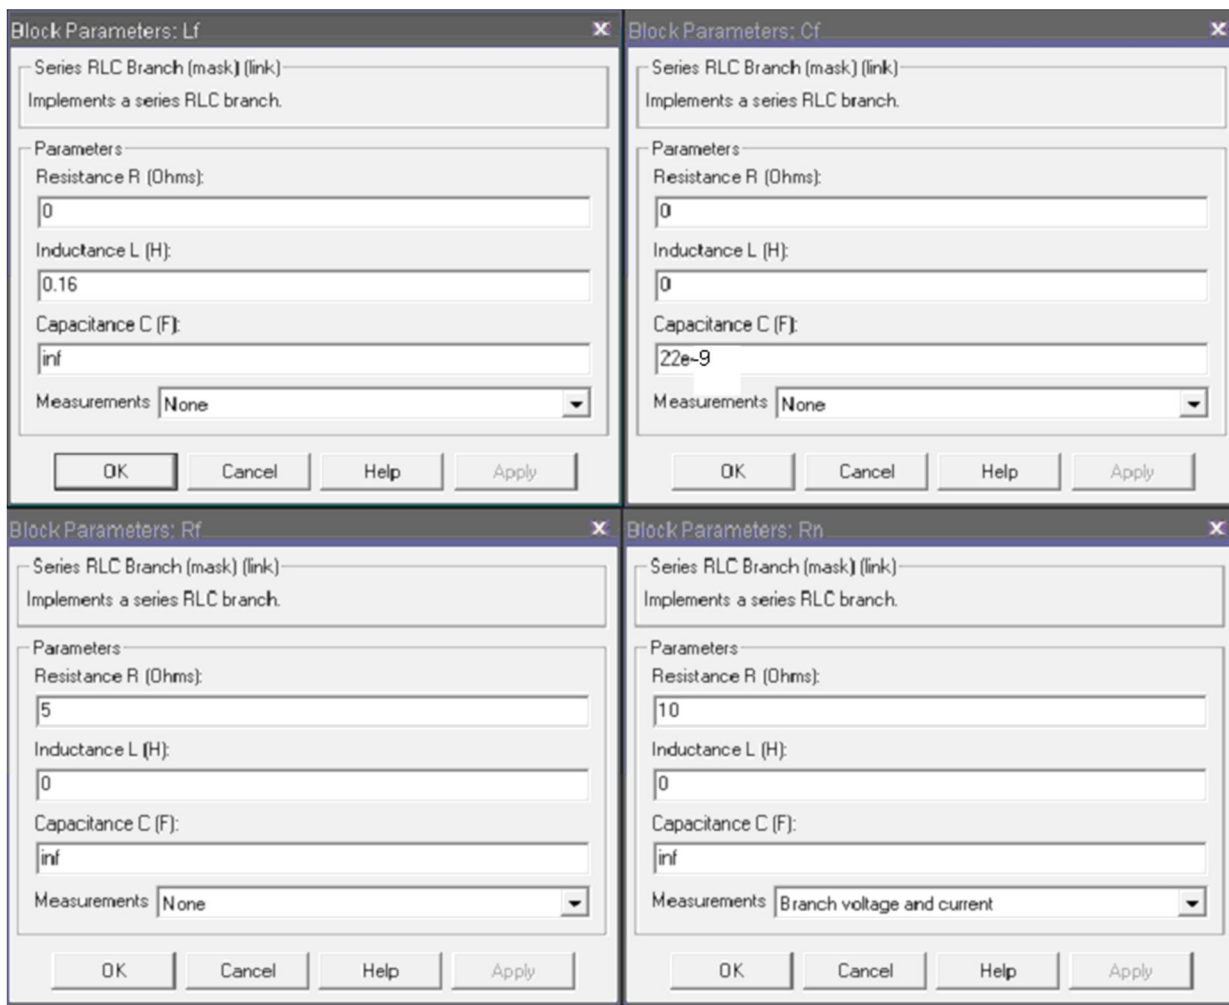 Block Parameters: Lf
Series RLC Branch (mask) (link)
Implements a series RLC branch.
Parameters
Resistance R (Ohms):
0
Inductance L (H):
0.16
Capacitance C (F):
inf
Measurements None
OK Cancel Help Apply
Block Parameters: Cf
Series RLC Branch (mask) (link)
Implements a series RLC branch.
Parameters
Resistance R (Ohms):
0
Inductance L (H):
0
Capacitance C (F):
22e-9
Measurements None
OK Cancel Help Apply
Block Parameters: Rf
Series RLC Branch (mask) (link)
Implements a series RLC branch.
Parameters
Resistance R (Ohms):
5
Inductance L (H):
0
Capacitance C (F):
inf
Measurements None
OK Cancel Help Apply
Block Parameters: Rn
Series RLC Branch (mask) (link)
Implements a series RLC branch.
Parameters
Resistance R (Ohms):
10
Inductance L (H):
0
Capacitance C (F):
inf
Measurements Branch voltage and current
OK Cancel Help Apply